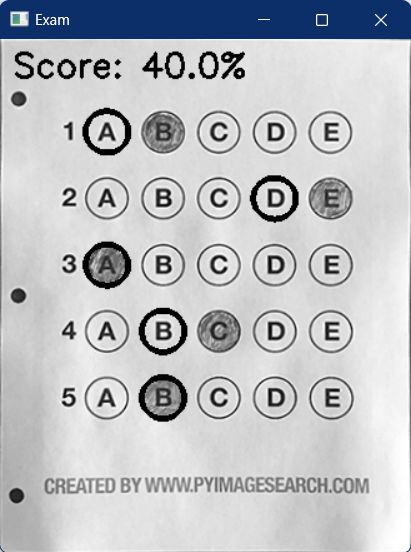 Exam
Score: 40.0%
1 A B C D E
2 A B C D E
3 A B C D E
4 A B C D E
5 A B C D E
CREATED BY WWW.PYIMAGESEARCH.COM